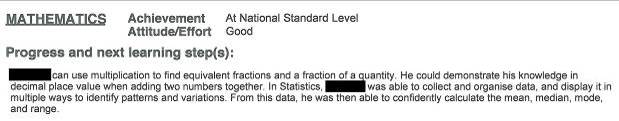 MATHEMATICS Achievement At National Standard Level
Attitude/Effort Good
Progress and next learning step(s):
can use multiplication to find equivalent fractions and a fraction of a quantity. He could demonstrate his knowledge in
decimal place value when adding two numbers together. In Statistics, was able to collect and organise data, and display it in
multiple ways to identify patterns and variations. From this data, he was then able to confidently calculate the mean, median, mode,
and range.